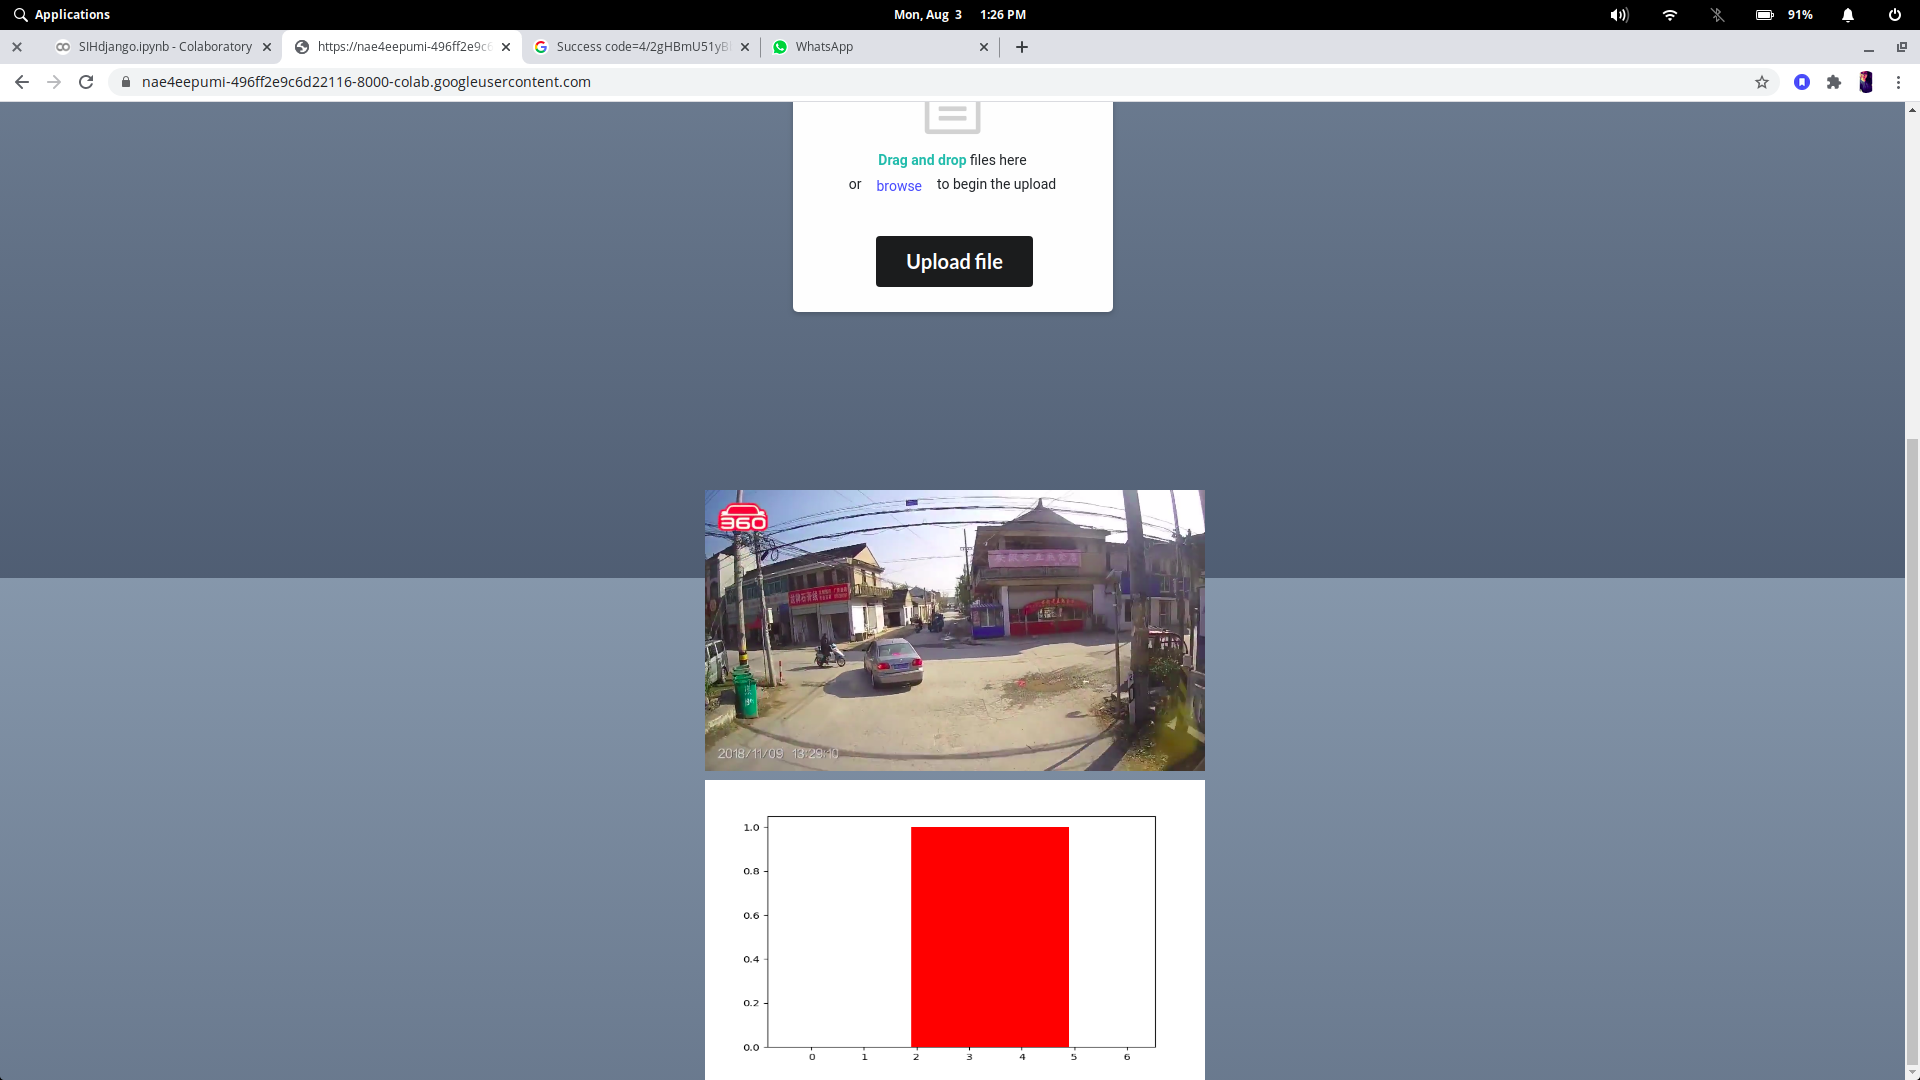 Applications
Mon, Aug 3 1:26 PM
91%
SIHdjango.ipynb - Colaboratory
https://nae4eepumi-496ff2e9c6
Success code=4/2gHBmU51yB
WhatsApp
nae4eepumi-496ff2e9c6d22116-8000-colab.googleusercontent.com
Drag and drop files here
or browse to begin the upload
Upload file
360
2018/11/09 13:29:10
1.0
0.8
0.6
0.4
0.2
0.0
0 1 2 3 4 5 6